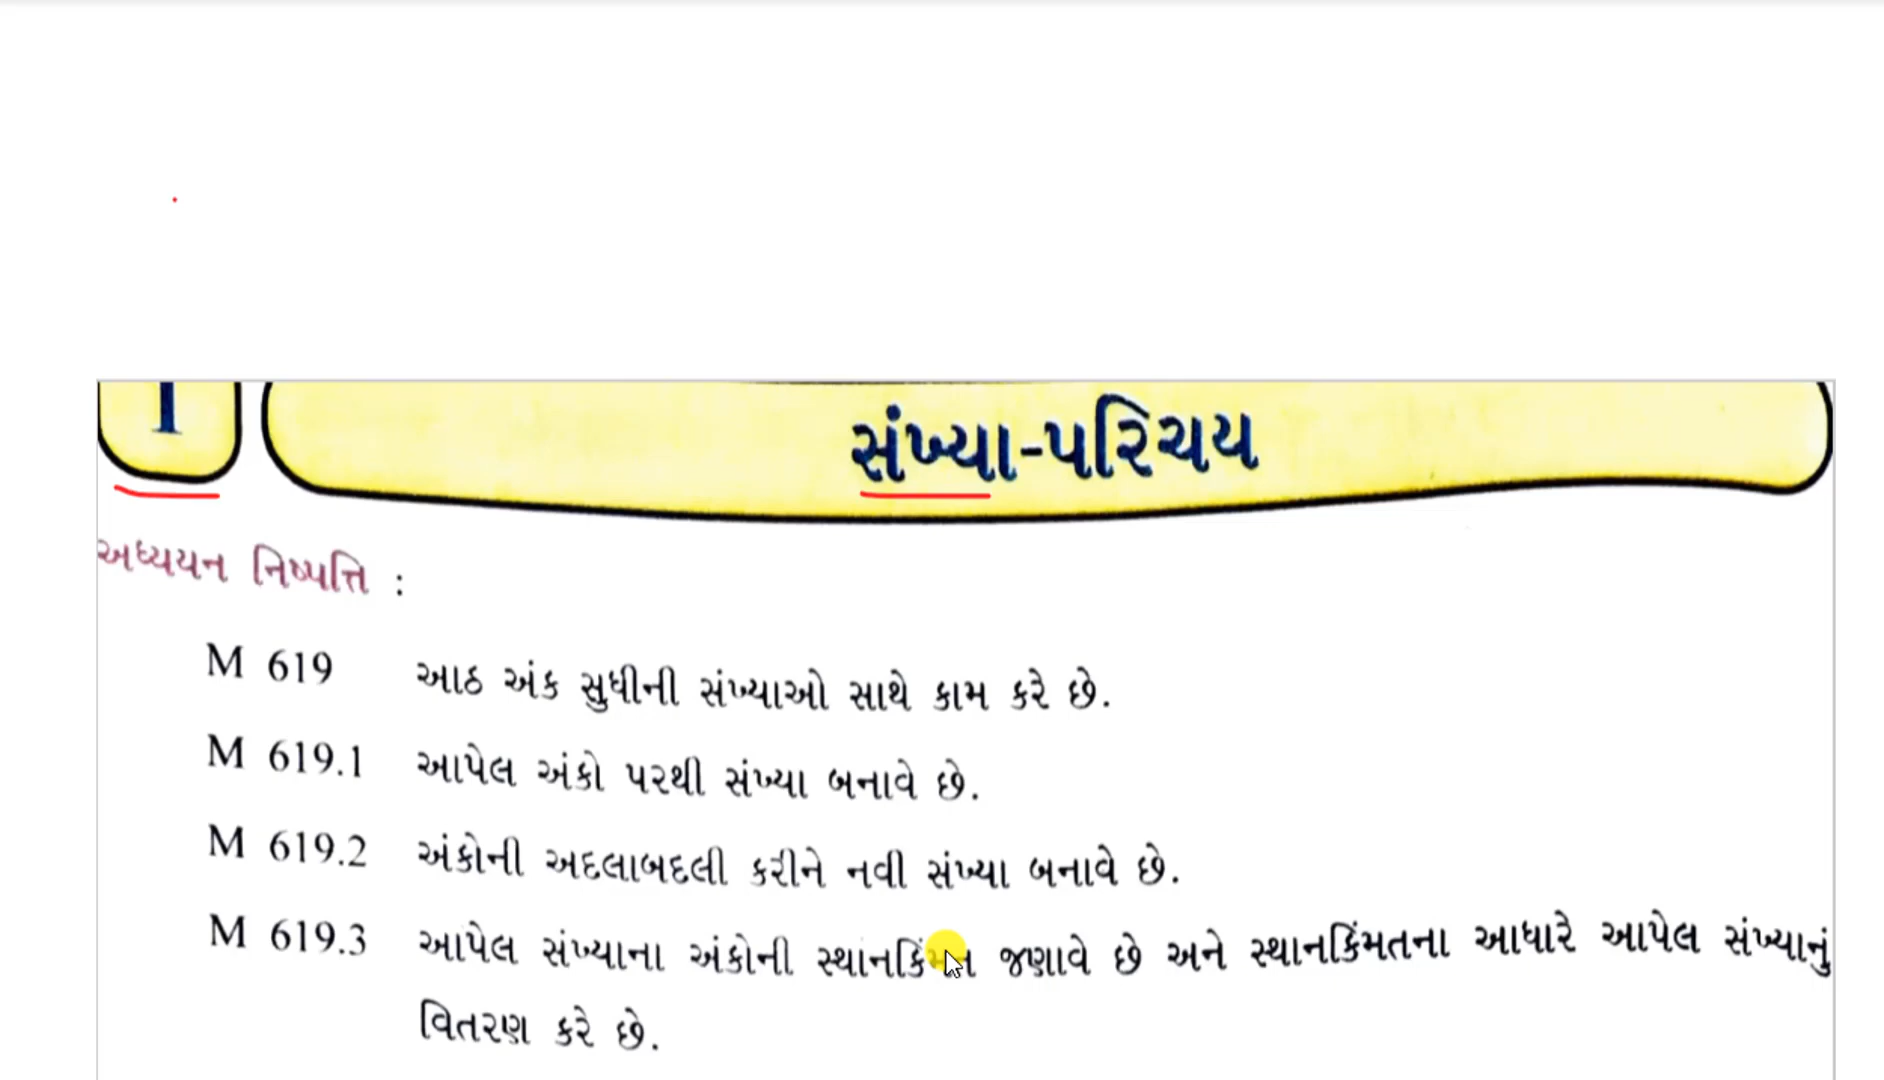 1
સંખ્યા-પરિચય
અધ્યયન નિષ્પત્તિ :
M 619 આઠ અંક સુધીની સંખ્યાઓ સાથે કામ કરે છે.
M 619.1 આપેલ અંકો પરથી સંખ્યા બનાવે છે.
M 619.2 અંકોની અદલાબદલી કરીને નવી સંખ્યા બનાવે છે.
M 619.3 આપેલ સંખ્યાના અંકોની સ્થાનકિંમત જણાવે છે અને સ્થાનકિંમતના આધારે આપેલ સંખ્યાનું
વિતરણ કરે છે.